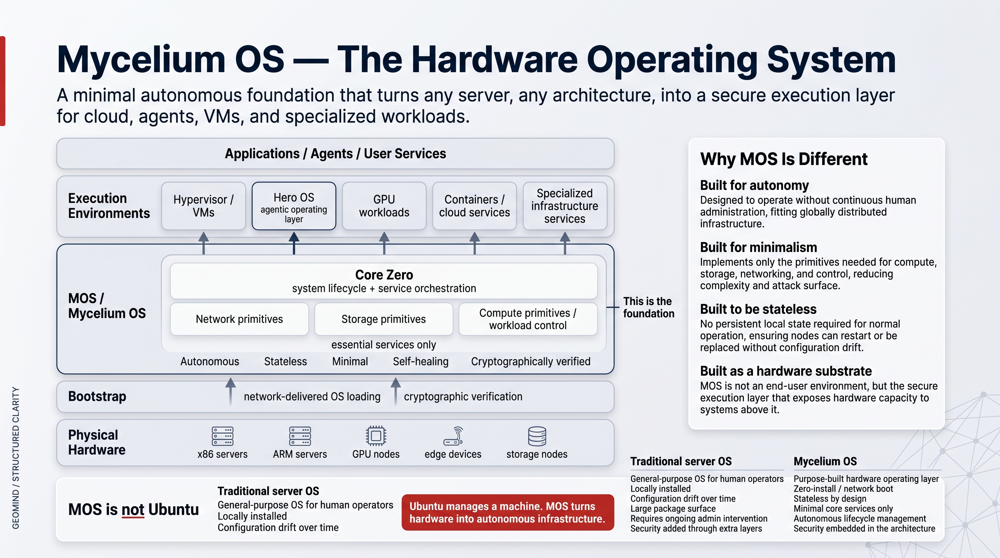 Mycelium OS — The Hardware Operating System
A minimal autonomous foundation that turns any server, any architecture, into a secure execution layer
for cloud, agents, VMs, and specialized workloads.
Applications / Agents / User Services
Execution
Environments
Hypervisor /
VMs
Hero OS
agentic operating
layer
GPU
workloads
Containers /
cloud services
Specialized
infrastructure
services
MOS /
Mycelium OS
Core Zero
system lifecycle + service orchestration
Network primitives
Storage primitives
Compute primitives /
workload control
essential services only
Autonomous
Stateless
Minimal
Self-healing
Cryptographically verified
This is the
foundation
Bootstrap
network-delivered OS loading
cryptographic verification
Physical
Hardware
x86 servers
ARM servers
GPU nodes
edge devices
storage nodes
Why MOS Is Different
Built for autonomy
Designed to operate without continuous human
administration, fitting globally distributed
infrastructure.
Built for minimalism
Implements only the primitives needed for compute,
storage, networking, and control, reducing
complexity and attack surface.
Built to be stateless
No persistent local state required for normal
operation, ensuring nodes can restart or be
replaced without configuration drift.
Built as a hardware substrate
MOS is not an end-user environment, but the secure
execution layer that exposes hardware capacity to
systems above it.
MOS is not Ubuntu
Traditional server OS
General-purpose OS for human operators
Locally installed
Configuration drift over time
Ubuntu manages a machine. MOS turns
hardware into autonomous infrastructure.
Traditional server OS
General-purpose OS for human operators
Locally installed
Configuration drift over time
Large package surface
Requires ongoing admin intervention
Security added through extra layers
Mycelium OS
Purpose-built hardware operating layer
Zero-install / network boot
Stateless by design
Minimal core services only
Autonomous lifecycle management
Security embedded in the architecture
GEOMIND / STRUCTURED CLARITY